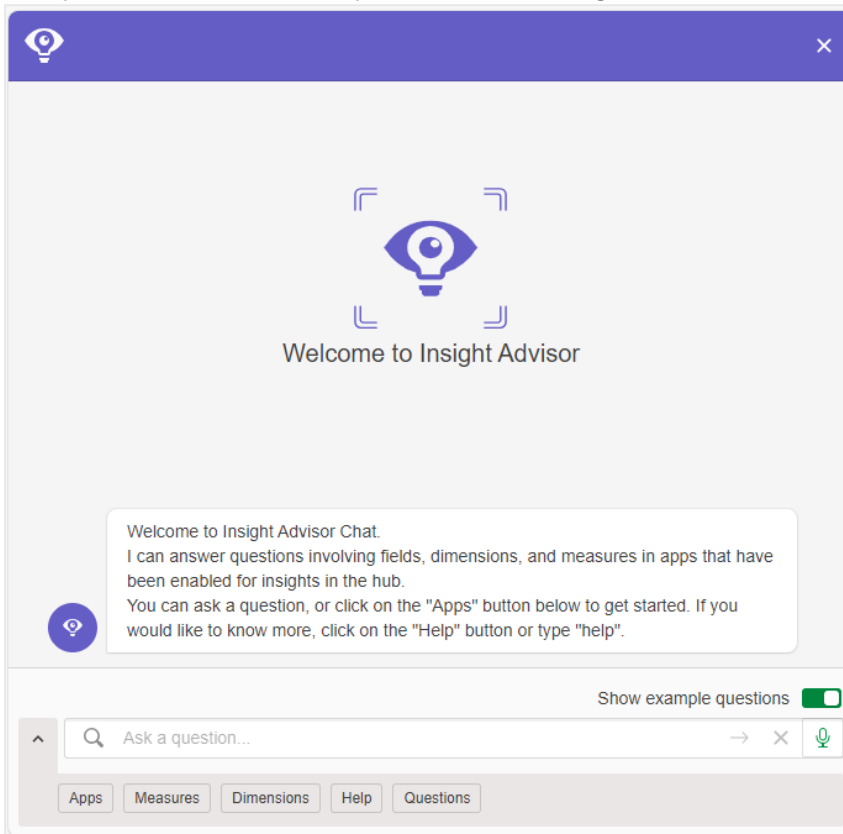 Welcome to Insight Advisor
Welcome to Insight Advisor Chat.
I can answer questions involving fields, dimensions, and measures in apps that have
been enabled for insights in the hub.
You can ask a question, or click on the "Apps" button below to get started. If you
would like to know more, click on the "Help" button or type "help".
Show example questions
Ask a question...
Apps Measures Dimensions Help Questions